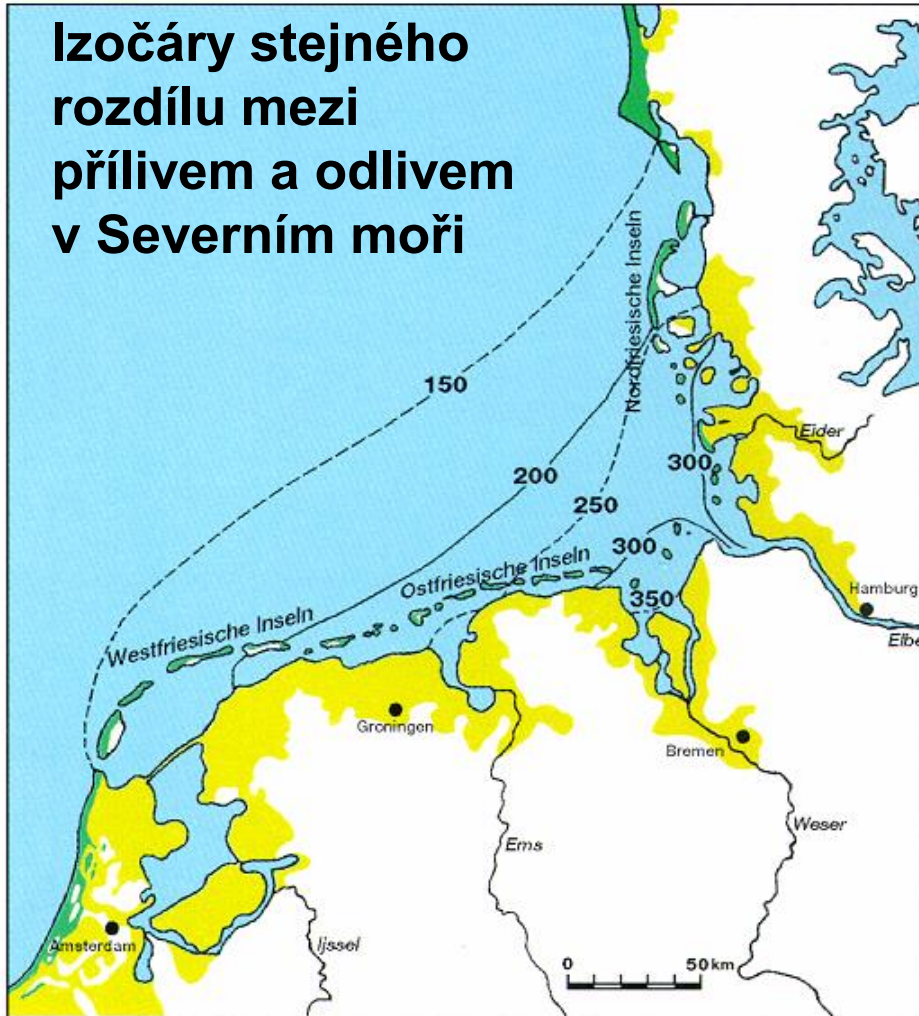 Izočáry stejného
rozdílu mezi
přílivem a odlivem
v Severním moři
Nordfriesische Inseln
150
Eider
300
200
250
300
Ostfriesische Inseln
350
Hamburg
Westfriesische Inseln
Elbe
Groningen
Bremen
Weser
Ems
Amsterdam
Ijssel
0 50 km